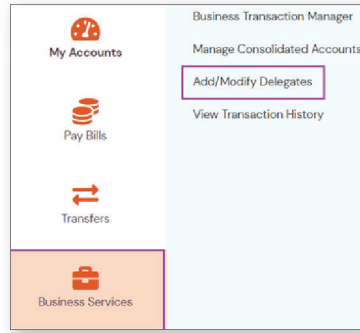 My Accounts
Pay Bills
Transfers
Business Services
Business Transaction Manager
Manage Consolidated Accounts
Add/Modify Delegates
View Transaction History